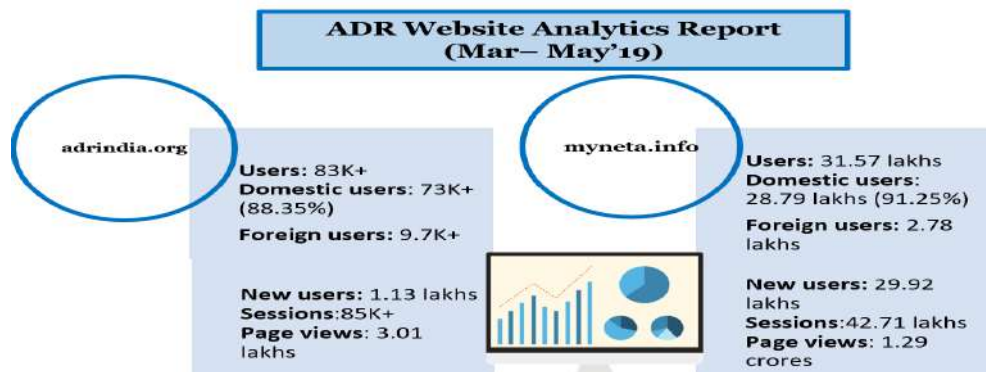 ADR Website Analytics Report
(Mar– May'19)
adrindia.org
Users: 83K+
Domestic users: 73K+
(88.35%)
Foreign users: 9.7K+
New users: 1.13 lakhs
Sessions:85K+
Page views: 3.01
lakhs
myneta.info
Users: 31.57 lakhs
Domestic users:
28.79 lakhs (91.25%)
Foreign users: 2.78
lakhs
New users: 29.92
lakhs
Sessions:42.71 lakhs
Page views: 1.29
crores